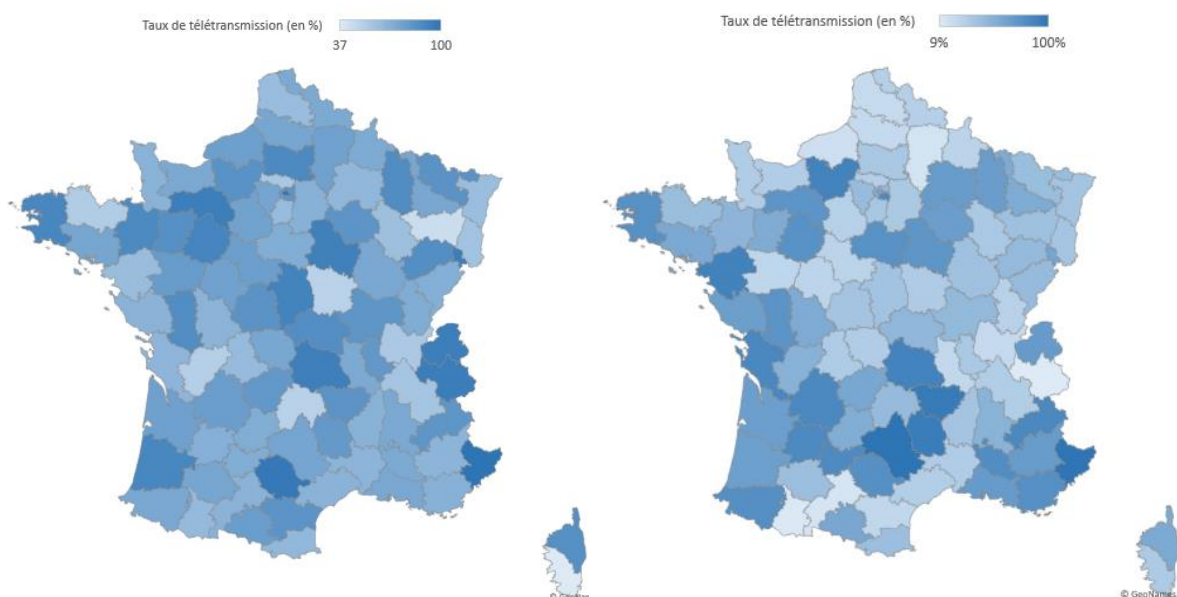 Taux de télétransmission (en %)
37 100
Taux de télétransmission (en %)
9% 100%
© GeoNames